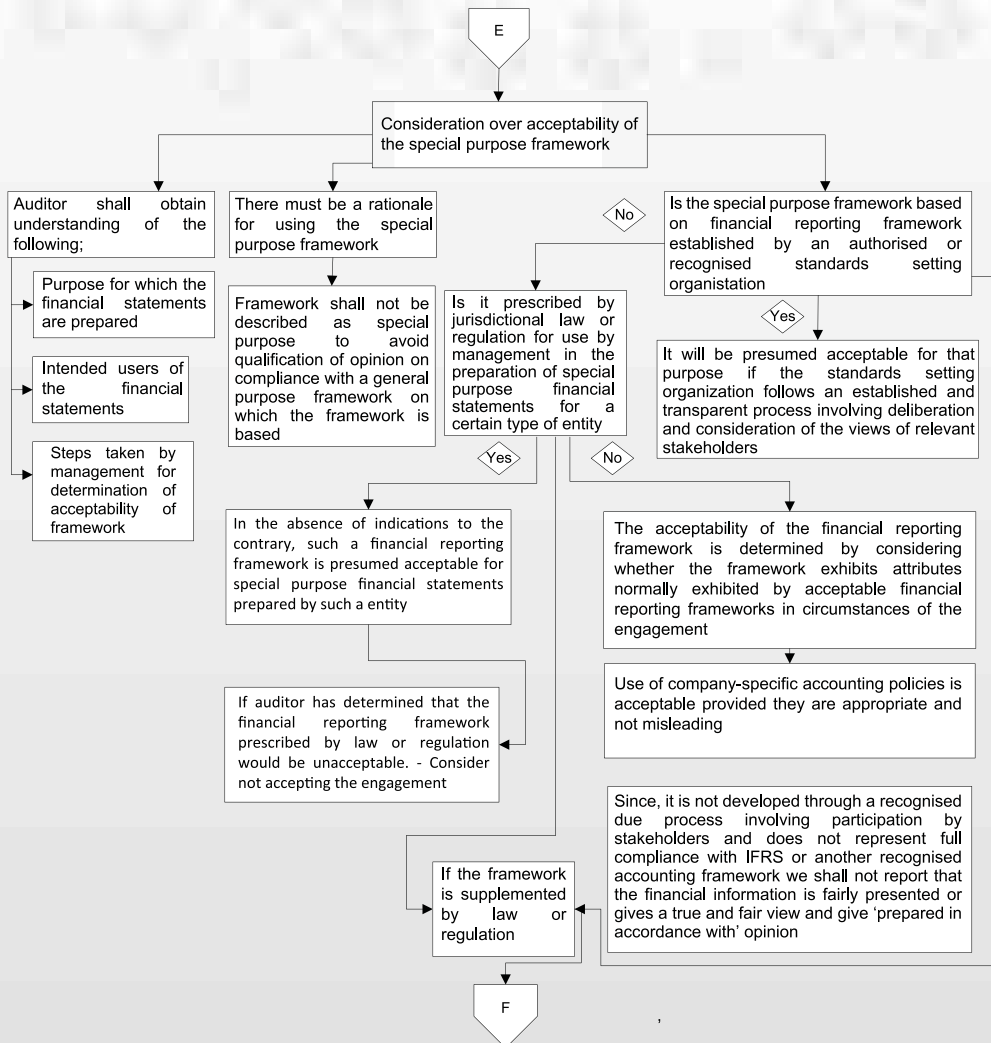 E
Consideration over acceptability of
the special purpose framework
Auditor shall obtain
understanding of the
following;
Purpose for which the
financial statements
are prepared
Intended users of
the financial
statements
Steps taken by
management for
determination of
acceptability of
framework
There must be a rationale
for using the special
purpose framework
Framework shall not be
described as special
purpose to avoid
qualification of opinion on
compliance with a general
purpose framework on
which the framework is
based
No
Is the special purpose framework based
on financial reporting framework
established by an authorised or
recognised standards setting
organistation
Yes
It will be presumed acceptable for that
purpose if the standards setting
organization follows an established and
transparent process involving deliberation
and consideration of the views of relevant
stakeholders
Is it prescribed by
jurisdictional law or
regulation for use by
management in the
preparation of special
purpose financial
statements for a
certain type of entity
Yes
No
In the absence of indications to the
contrary, such a financial reporting
framework is presumed acceptable for
special purpose financial statements
prepared by such a entity
If auditor has determined that the
financial reporting framework
prescribed by law or regulation
would be unacceptable. - Consider
not accepting the engagement
The acceptability of the financial reporting
framework is determined by considering
whether the framework exhibits attributes
normally exhibited by acceptable financial
reporting frameworks in circumstances of the
engagement
Use of company-specific accounting policies is
acceptable provided they are appropriate and
not misleading
Since, it is not developed through a recognised
due process involving participation by
stakeholders and does not represent full
compliance with IFRS or another recognised
accounting framework we shall not report that
the financial information is fairly presented or
gives a true and fair view and give ‘prepared in
accordance with’ opinion
If the framework
is supplemented
by law or
regulation
F
,